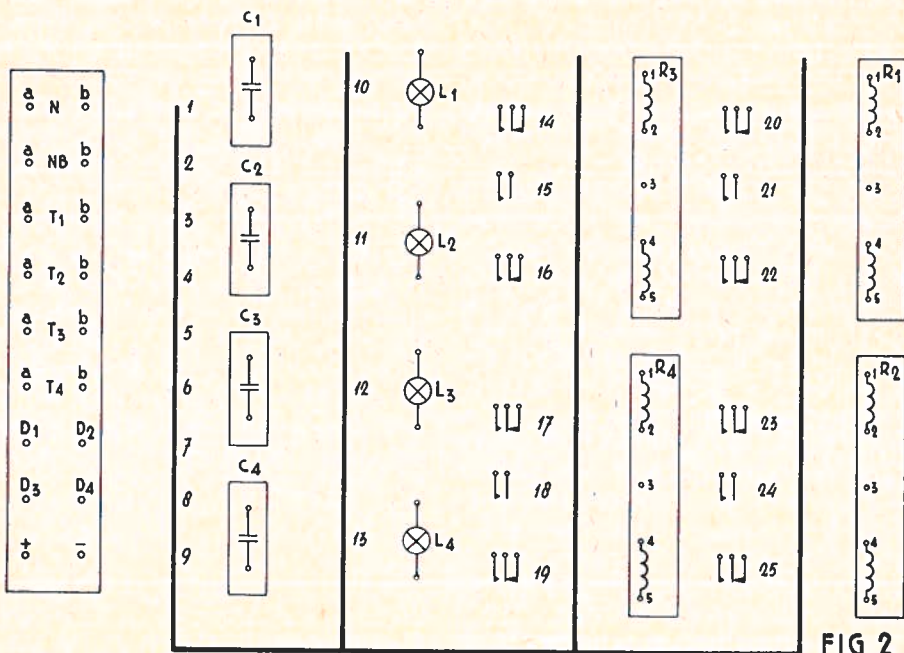 a N b
a NB b
a T1 b
a T2 b
a T3 b
a T4 b
D1 D2
D3 D4
+ −
1
2
3
4
5
6
7
8
9
C1
C2
C3
C4
10 L1
11 L2
12 L3
13 L4
14
15
16
17
18
19
1 R3
2
3
4
5
1 R4
2
3
4
5
20
21
22
23
24
25
1 R1
2
3
4
5
1 R2
2
3
4
5
FIG 2